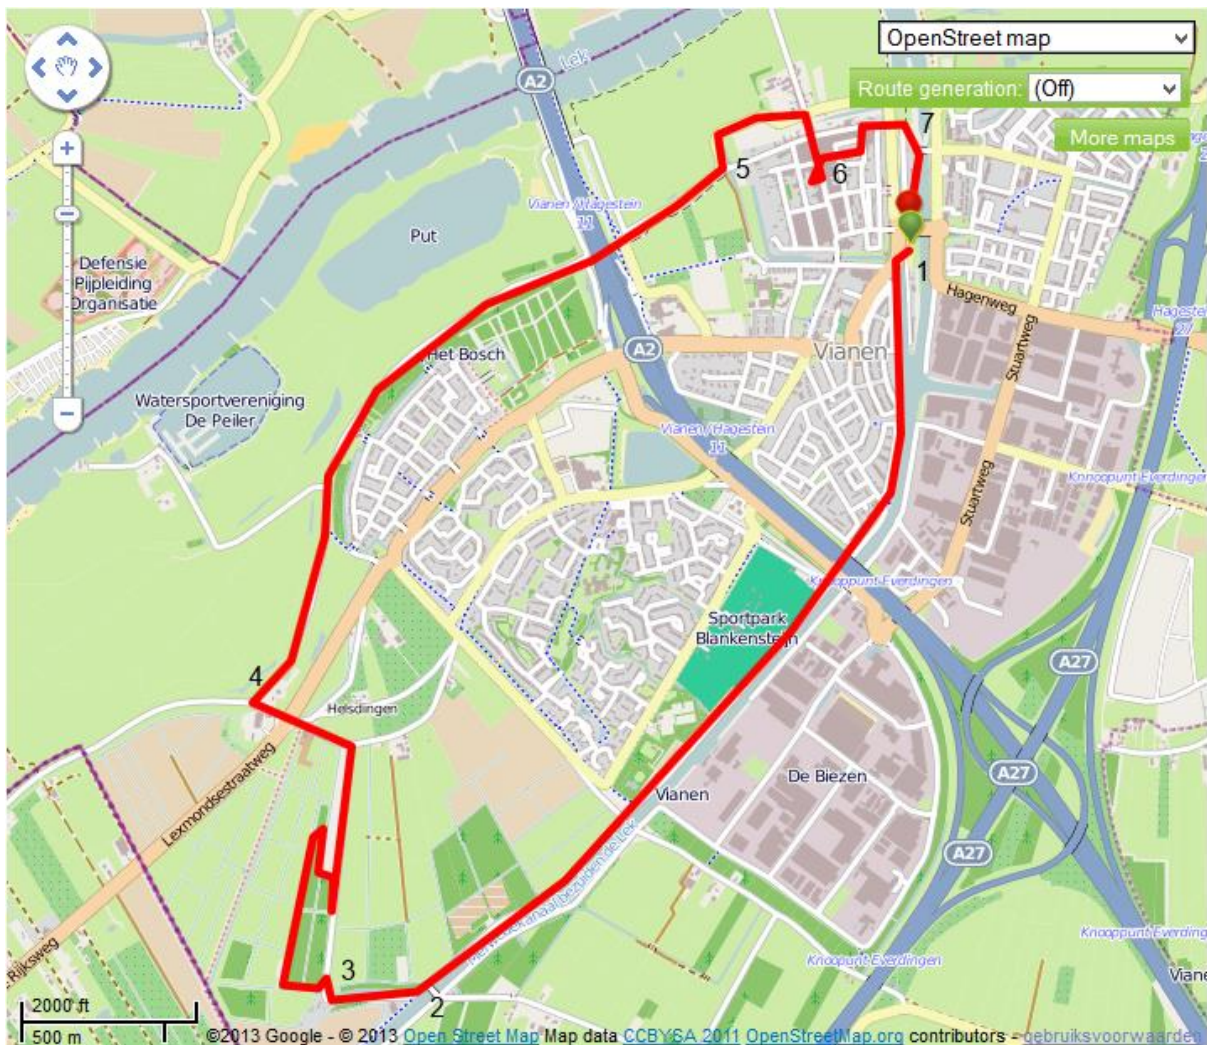 OpenStreet map
Route generation: (Off)
More maps
A2
Lek
7
5
6
Vianen / Hagestein
11
Put
Defensie
Pijpleiding
Organisatie
1
Hagenweg
27
Stuartweg
A2
Vianen
Het Bosch
Watersportvereniging
De Peiler
Vianen / Hagestein
11
Knooppunt Everdingen
Stuartweg
Knooppunt Everdingen
Sportpark
Blankensteijn
A27
4
Helsdingen
Lexmondsestraatweg
A27
De Biezen
Vianen
A27
Rijksweg
3
2
Knooppunt Everdingen
Knooppunt Everdingen
2000 ft
500 m
©2013 Google - © 2013 Open Street Map Map data CCBYSA 2011 OpenStreetMap.org contributors - gebruiksvoorwaarden